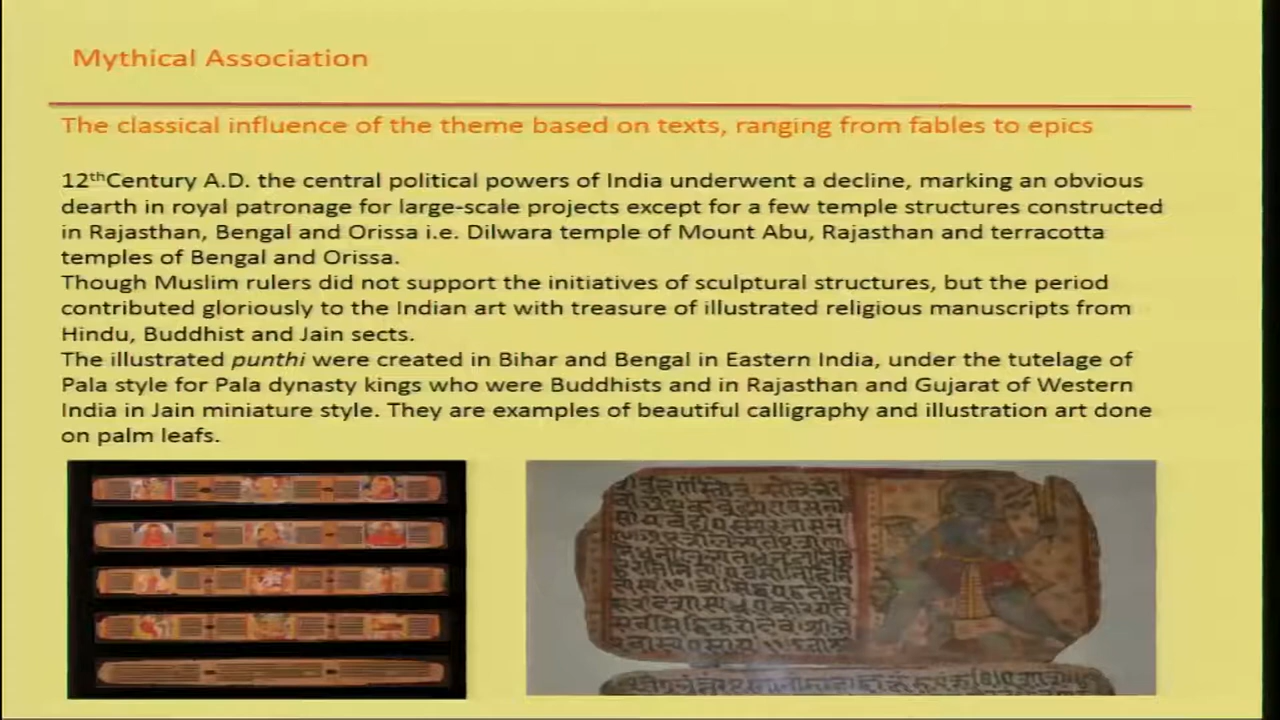 Mythical Association
The classical influence of the theme based on texts, ranging from fables to epics
12thCentury A.D. the central political powers of India underwent a decline, marking an obvious
dearth in royal patronage for large-scale projects except for a few temple structures constructed
in Rajasthan, Bengal and Orissa i.e. Dilwara temple of Mount Abu, Rajasthan and terracotta
temples of Bengal and Orissa.
Though Muslim rulers did not support the initiatives of sculptural structures, but the period
contributed gloriously to the Indian art with treasure of illustrated religious manuscripts from
Hindu, Buddhist and Jain sects.
The illustrated punthi were created in Bihar and Bengal in Eastern India, under the tutelage of
Pala style for Pala dynasty kings who were Buddhists and in Rajasthan and Gujarat of Western
India in Jain miniature style. They are examples of beautiful calligraphy and illustration art done
on palm leafs.